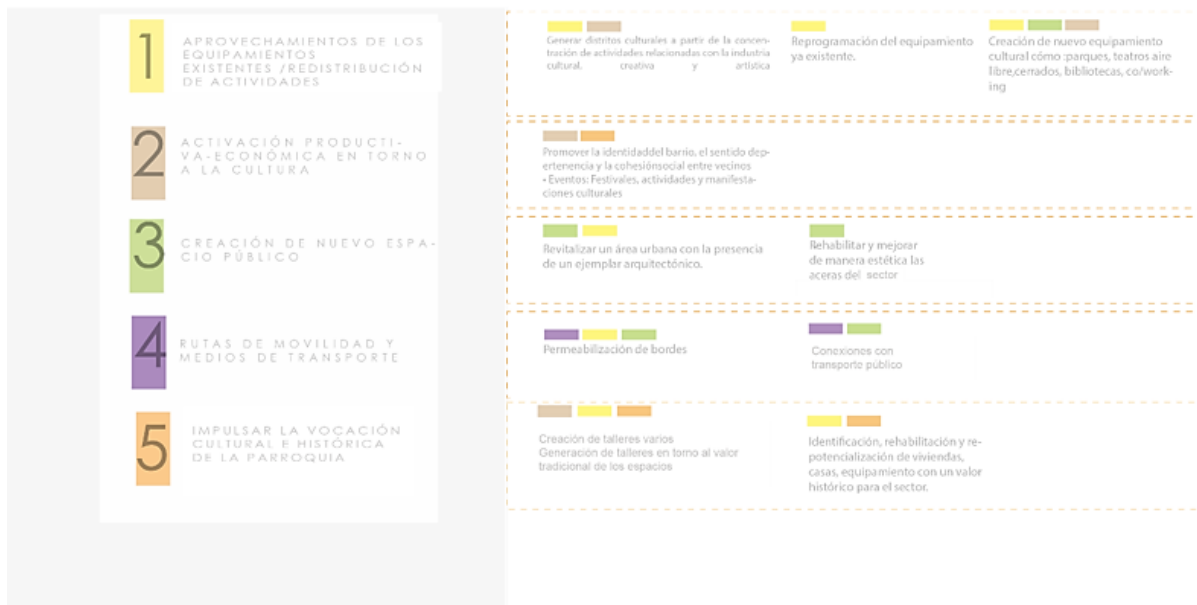 1
APROVECHAMIENTOS DE LOS
EQUIPAMIENTOS
EXISTENTES /REDISTRIBUCIÓN
DE ACTIVIDADES
Generar distritos culturales a partir de la concen-
tración de actividades relacionadas con la industria
cultural, creativa y artística
Reprogramación del equipamiento
ya existente.
Creación de nuevo equipamiento
cultural cómo :parques, teatros aire
libre,cerrados, bibliotecas, co/work-
ing
2
ACTIVACIÓN PRODUCTI-
VA-ECONÓMICA EN TORNO
A LA CULTURA
Promover la identidaddel barrio, el sentido dep-
ertenencia y la cohesiónsocial entre vecinos
• Eventos: Festivales, actividades y manifesta-
ciones culturales
3
CREACIÓN DE NUEVO ESPA-
CIO PÚBLICO
Revitalizar un área urbana con la presencia
de un ejemplar arquitectónico.
Rehabilitar y mejorar
de manera estética las
aceras del sector
4
RUTAS DE MOVILIDAD Y
MEDIOS DE TRANSPORTE
Permeabilización de bordes
Conexiones con
transporte público
5
IMPULSAR LA VOCACIÓN
CULTURAL E HISTÓRICA
DE LA PARROQUIA
Creación de talleres varios
Generación de talleres en torno al valor
tradicional de los espacios
Identificación, rehabilitación y re-
potencialización de viviendas,
casas, equipamiento con un valor
histórico para el sector.